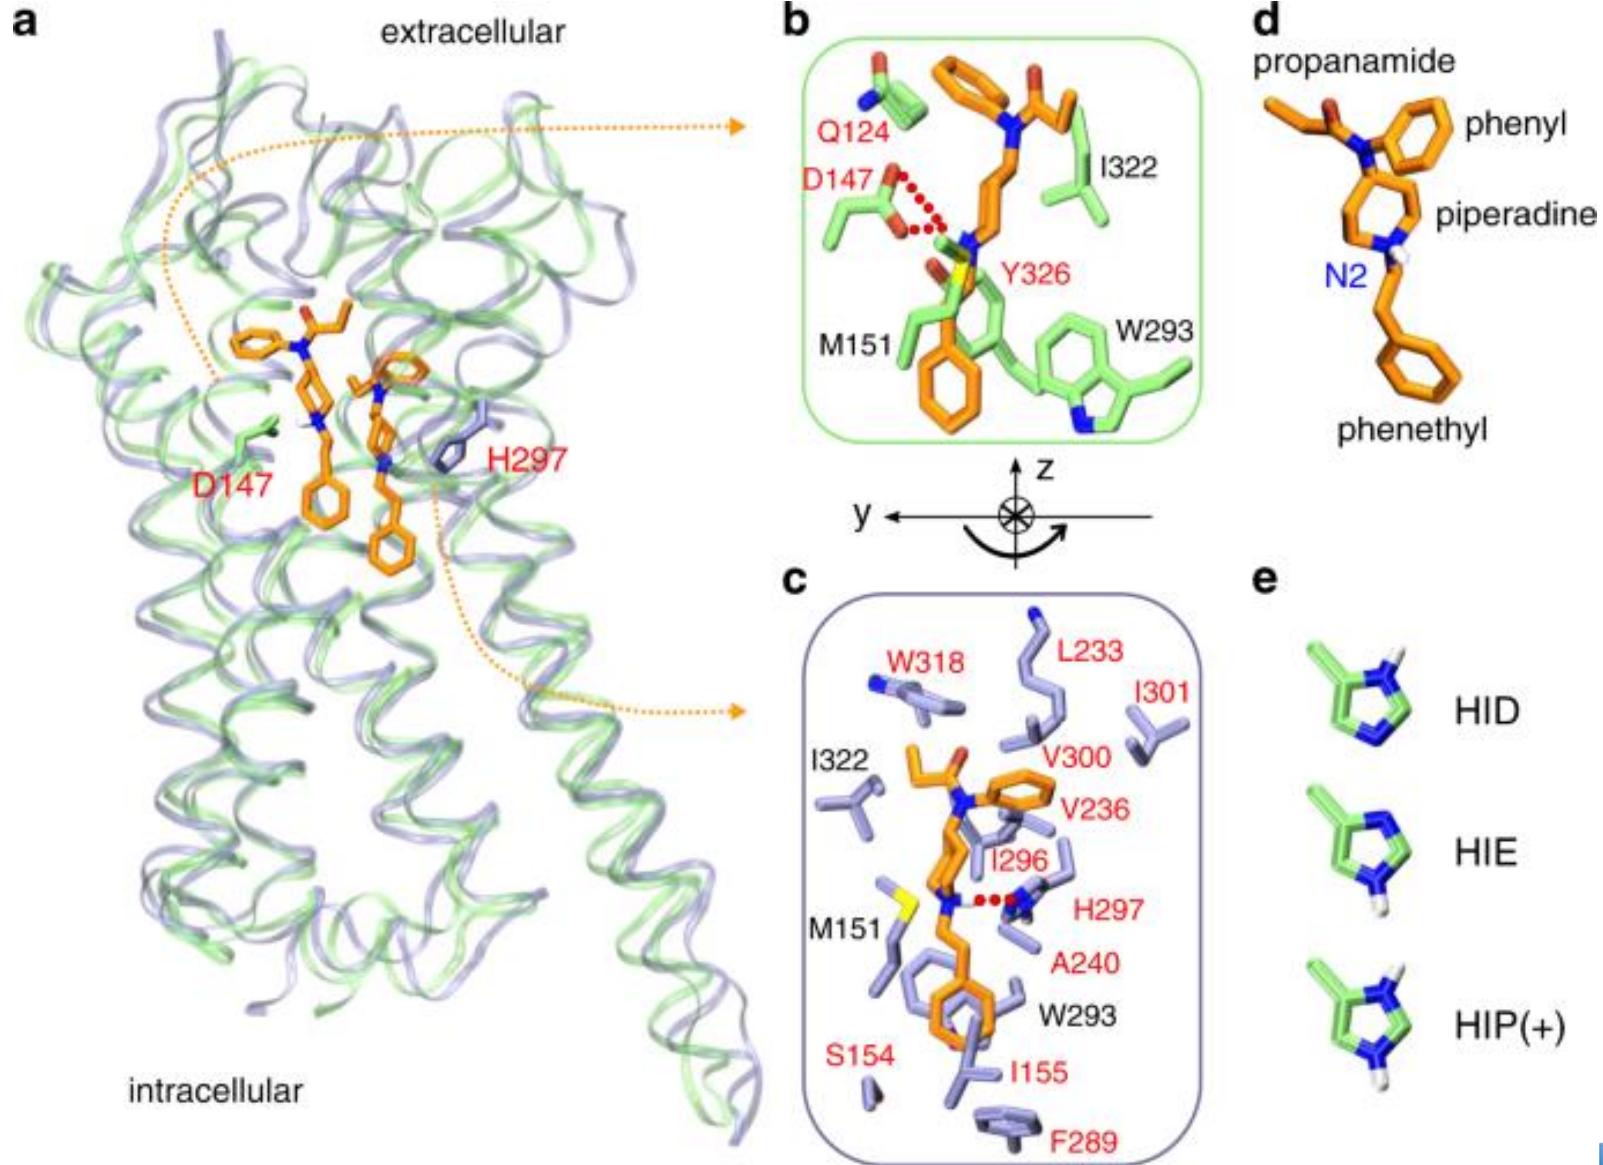 a
extracellular
D147
H297
intracellular
b
Q124
D147
I322
Y326
M151
W293
z
y
c
W318
L233
I301
I322
V300
V236
I296
M151
H297
A240
W293
S154
I155
F289
d
propanamide
phenyl
piperadine
N2
phenethyl
e
HID
HIE
HIP(+)